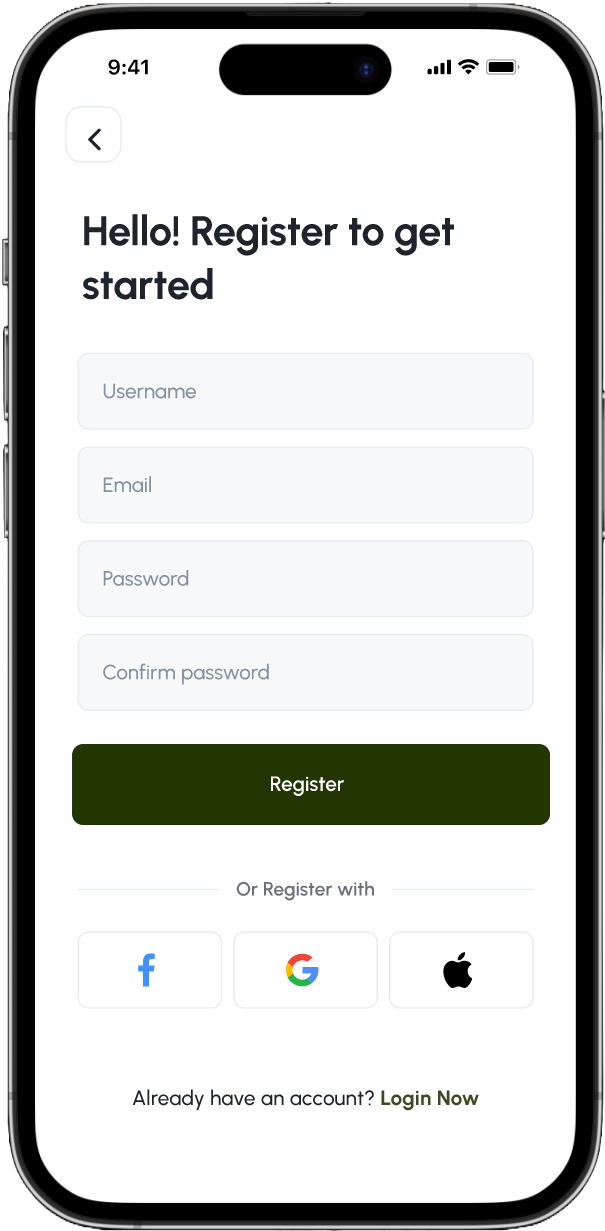 9:41
Hello! Register to get
started
Username
Email
Password
Confirm password
Register
Or Register with
Already have an account? Login Now